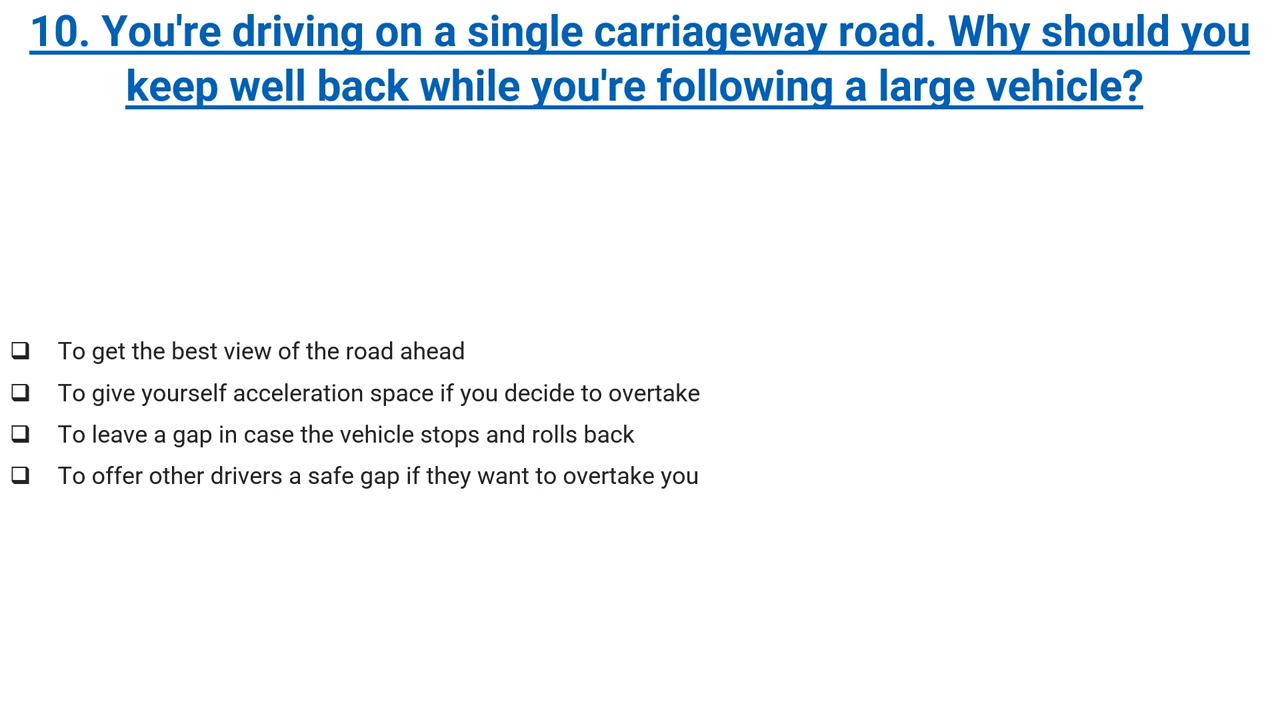 10. You're driving on a single carriageway road. Why should you
keep well back while you're following a large vehicle?
❑ To get the best view of the road ahead
❑ To give yourself acceleration space if you decide to overtake
❑ To leave a gap in case the vehicle stops and rolls back
❑ To offer other drivers a safe gap if they want to overtake you